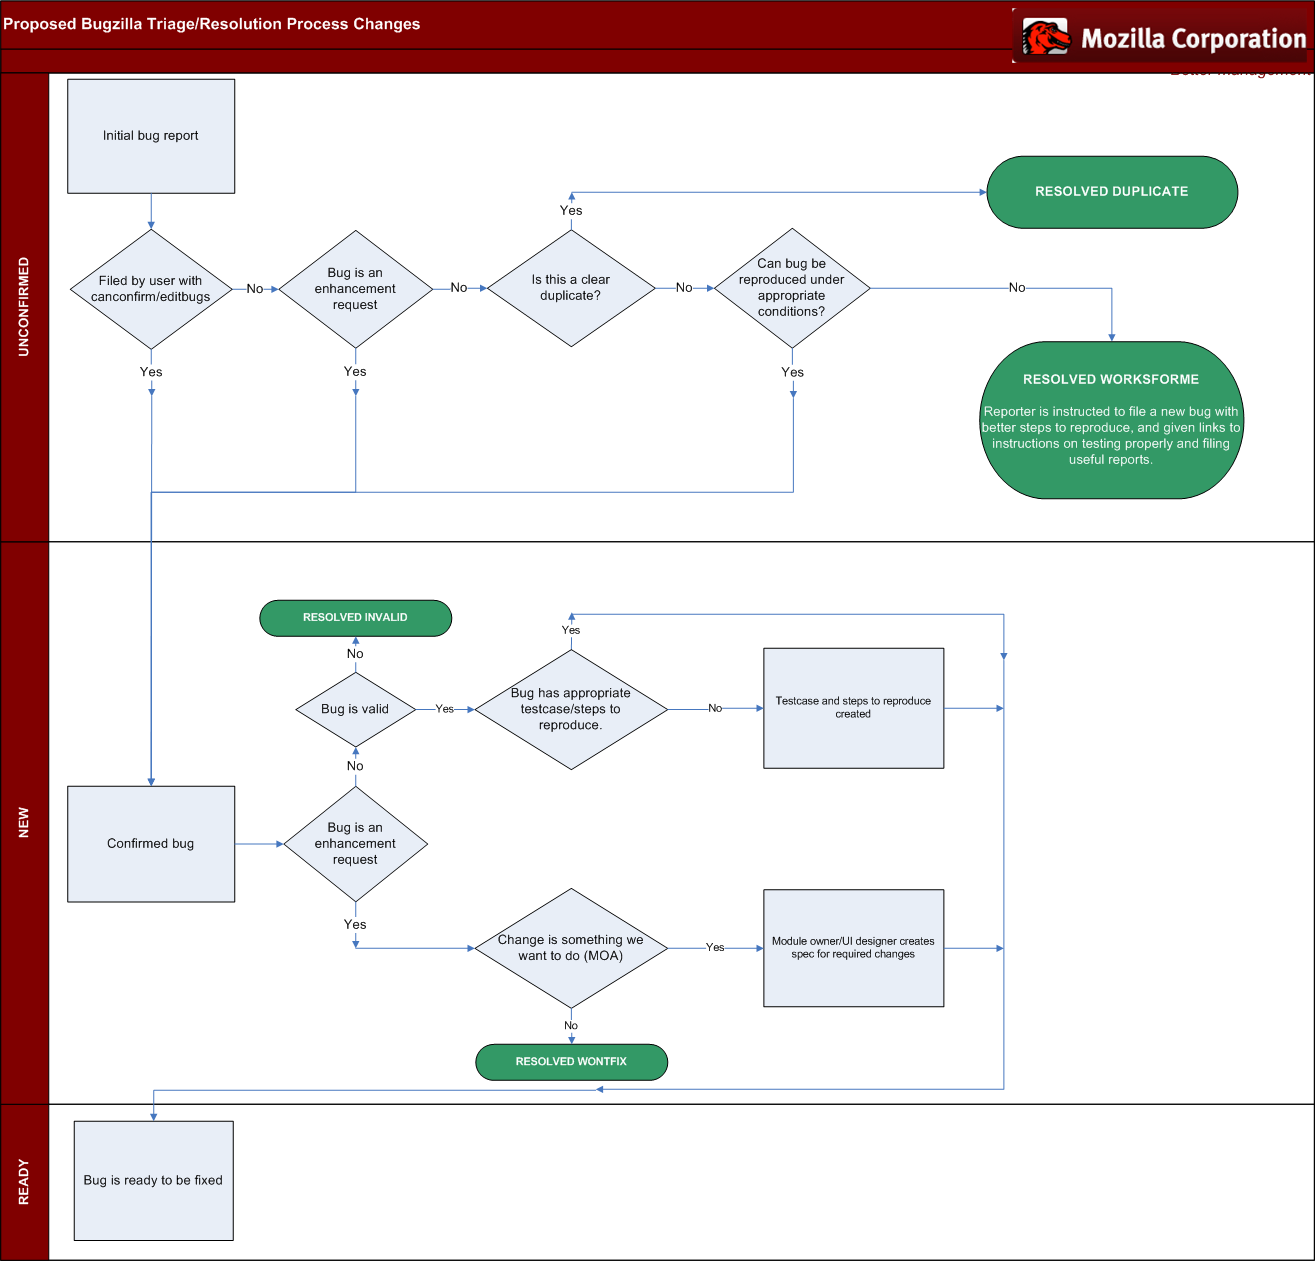 Proposed Bugzilla Triage/Resolution Process Changes
Mozilla Corporation
Better Management
UNCONFIRMED
Initial bug report
RESOLVED DUPLICATE
Yes
Filed by user with
canconfirm/editbugs
No
Bug is an
enhancement
request
No
Is this a clear
duplicate?
No
Can bug be
reproduced under
appropriate
conditions?
No
Yes
Yes
Yes
RESOLVED WORKSFORME
Reporter is instructed to file a new bug with
better steps to reproduce, and given links to
instructions on testing properly and filing
useful reports.
NEW
RESOLVED INVALID
Yes
No
Bug is valid
Yes
Bug has appropriate
testcase/steps to
reproduce.
No
Testcase and steps to reproduce
created
No
Confirmed bug
Bug is an
enhancement
request
Yes
Change is something we
want to do (MOA)
Yes
Module owner/UI designer creates
spec for required changes
No
RESOLVED WONTFIX
READY
Bug is ready to be fixed